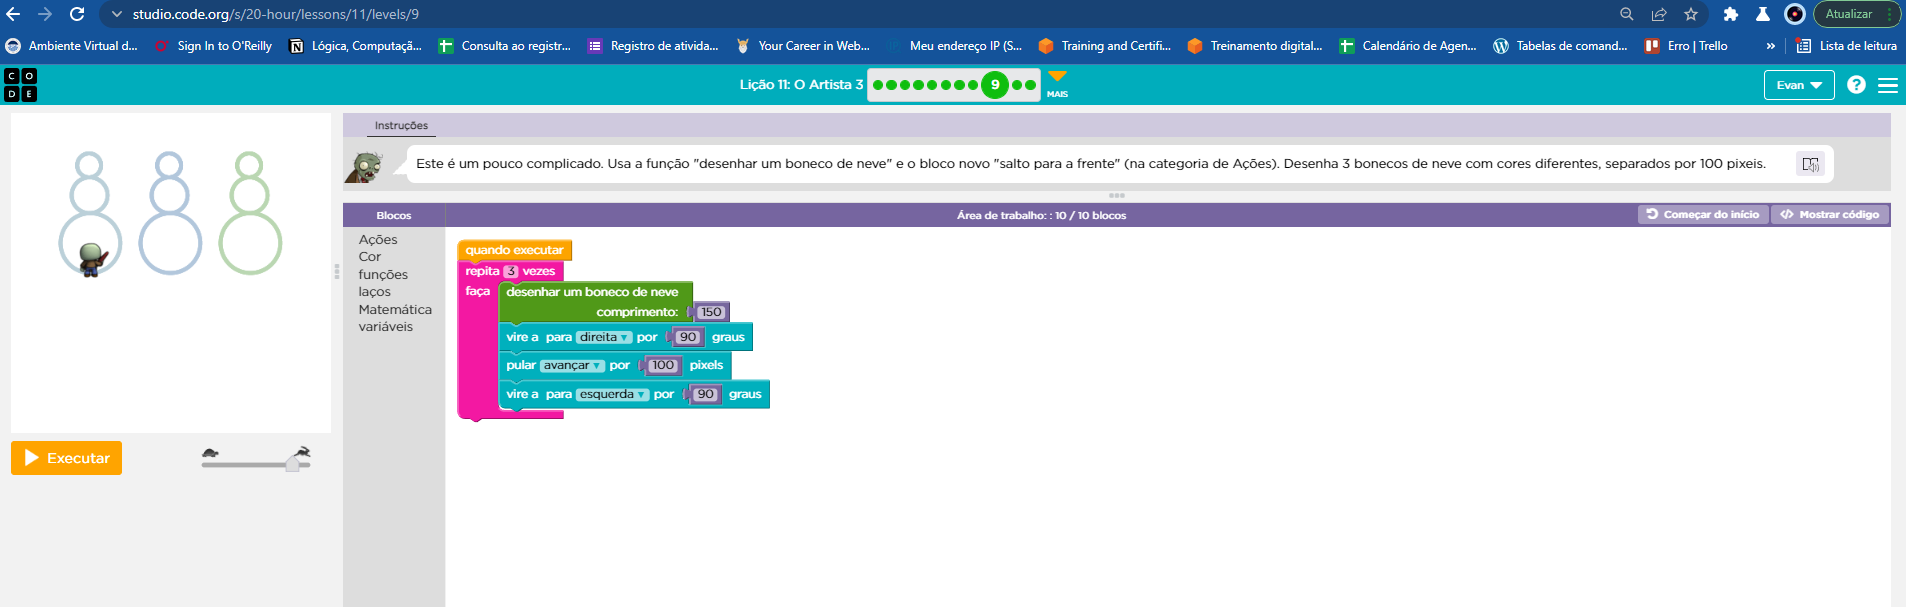 studio.code.org/s/20-hour/lessons/11/levels/9
Atualizar
Ambiente Virtual d...
Sign In to O'Reilly
Lógica, Computaçã...
Consulta ao registr...
Registro de ativida...
Your Career in Web...
Meu endereço IP (S...
Training and Certifi...
Treinamento digital...
Calendário de Agen...
Tabelas de comand...
Erro | Trello
»
Lista de leitura
C O
D E
Lição 11: O Artista 3
9
MAIS
Evan
?
Instruções
Este é um pouco complicado. Usa a função "desenhar um boneco de neve" e o bloco novo "salto para a frente" (na categoria de Ações). Desenha 3 bonecos de neve com cores diferentes, separados por 100 pixeis.
Blocos
Área de trabalho: : 10 / 10 blocos
Começar do início
Mostrar código
Ações
Cor
funções
laços
Matemática
variáveis
quando executar
repita 3 vezes
faça desenhar um boneco de neve
comprimento: 150
vire a para direita por 90 graus
pular avançar por 100 pixels
vire a para esquerda por 90 graus
Executar